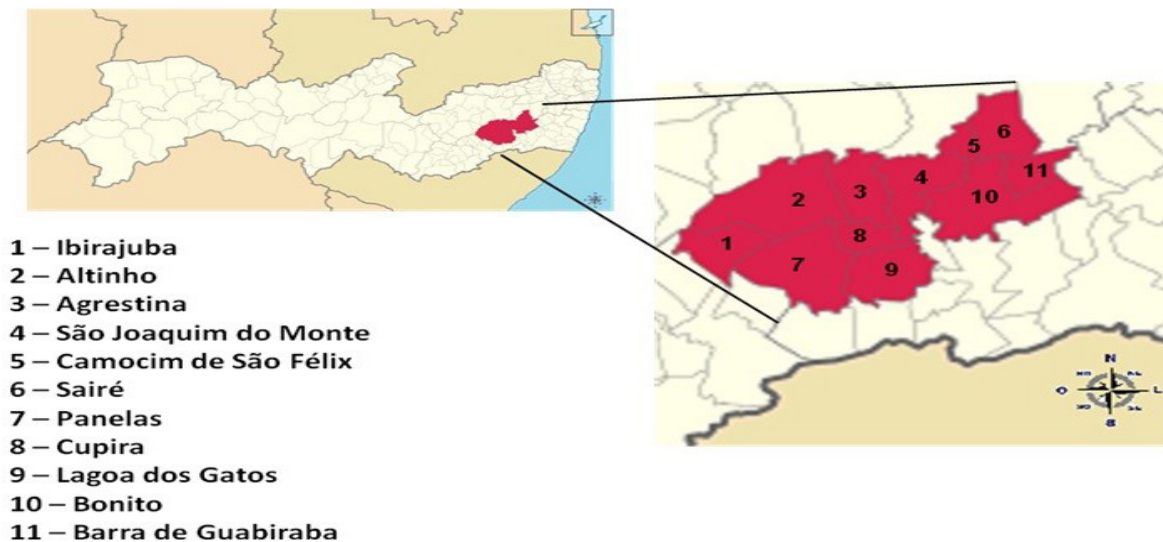 1 – Ibirajuba
2 – Altinho
3 – Agrestina
4 – São Joaquim do Monte
5 – Camocim de São Félix
6 – Sairé
7 – Panelas
8 – Cupira
9 – Lagoa dos Gatos
10 – Bonito
11 – Barra de Guabiraba
6
5
11
4
3
2
10
8
1
7
9
N
O
L
S